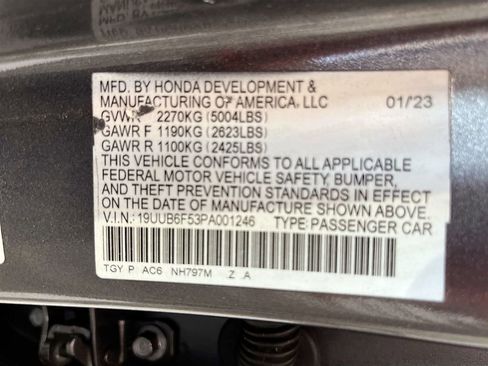 MFD. BY HONDA DEVELOPMENT &
MANUFACTURING OF AMERICA, LLC 01/23
GVWR 2270KG (5004LBS)
GAWR F 1190KG (2623LBS)
GAWR R 1100KG (2425LBS)
THIS VEHICLE CONFORMS TO ALL APPLICABLE
FEDERAL MOTOR VEHICLE SAFETY, BUMPER,
AND THEFT PREVENTION STANDARDS IN EFFECT
ON THE DATE OF MANUFACTURE SHOWN ABOVE.
V.I.N.: 19UUB6F53PA001246 TYPE PASSENGER CAR
TGY P AC6 NH797M Z A